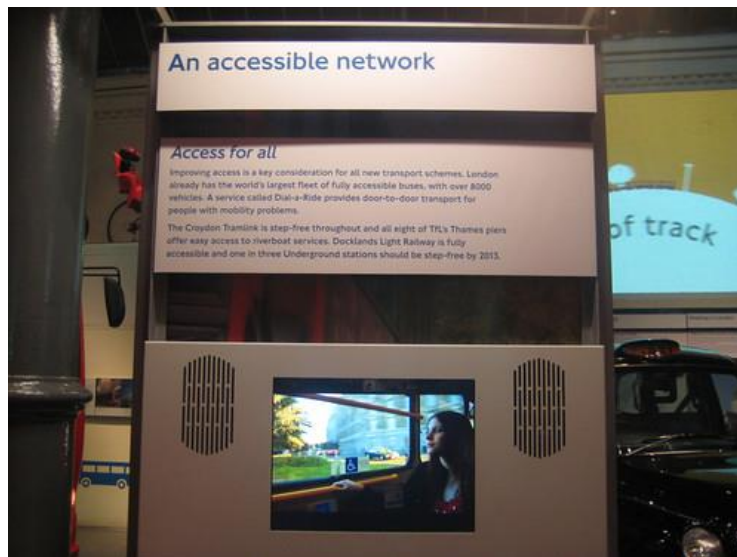 An accessible network
Access for all
Improving access is a key consideration for all new transport schemes. London
already has the world's largest fleet of fully accessible buses, with over 8000
vehicles. A service called Dial-a-Ride provides door-to-door transport for
people with mobility problems.
The Croydon Tramlink is step-free throughout and all eight of TfL's Thames piers
offer easy access to riverboat services. Docklands Light Railway is fully
accessible and one in three Underground stations should be step-free by 2013.
of track